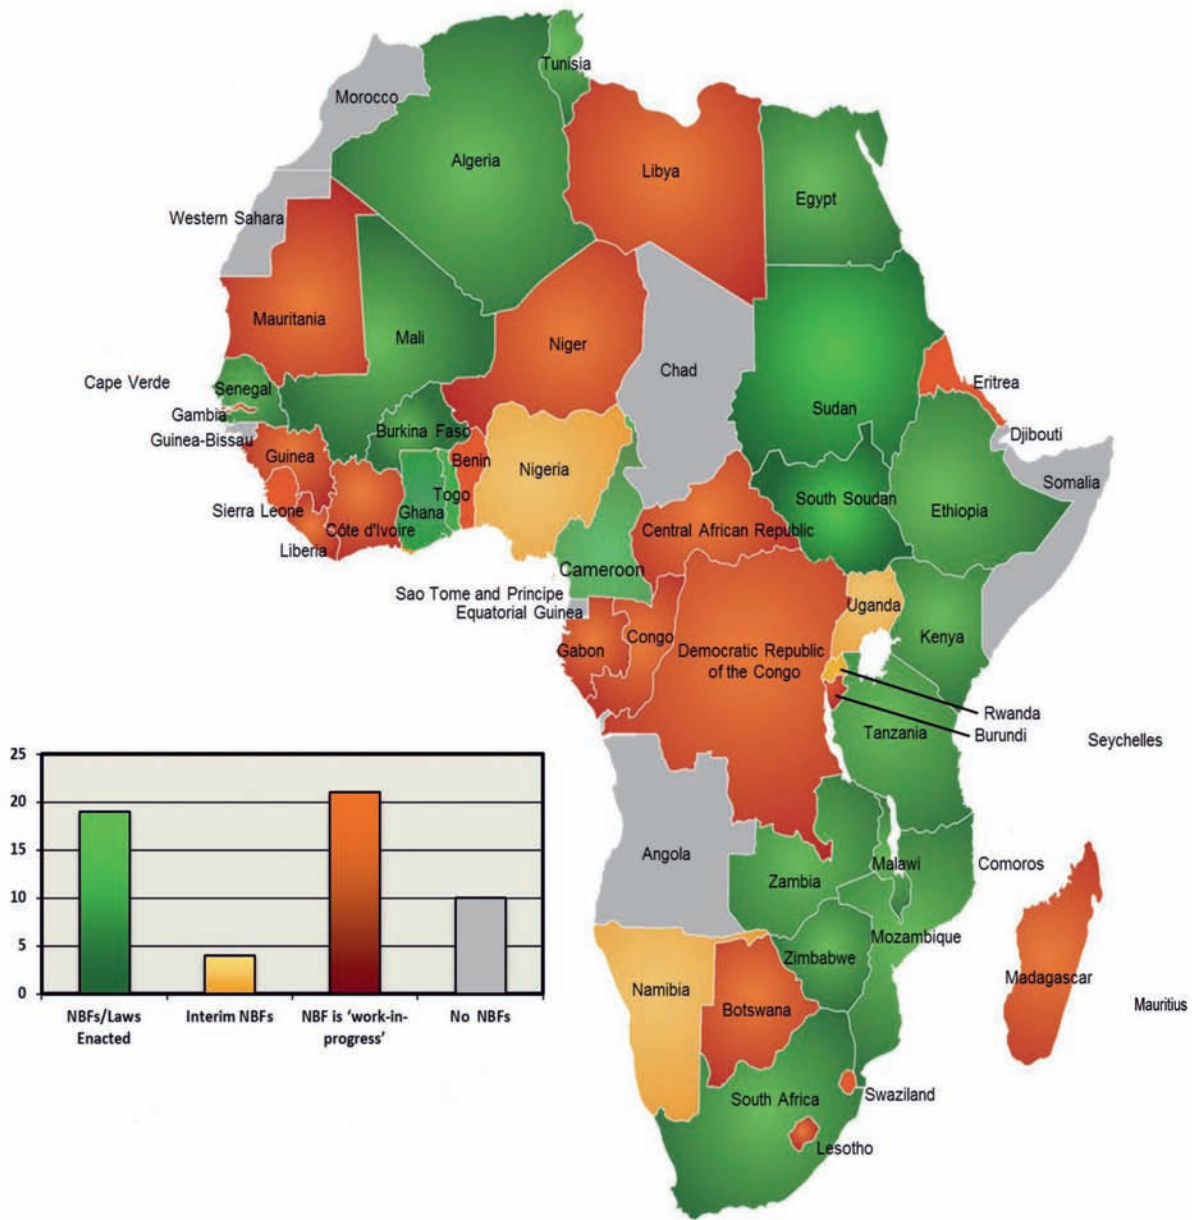 Tunisia
Morocco
Algeria
Libya
Egypt
Western Sahara
Mauritania
Mali
Niger
Chad
Cape Verde
Senegal
Eritrea
Sudan
Gambia
Burkina Faso
Djibouti
Guinea-Bissau
Guinea
Benin
Nigeria
Somalia
Togo
South Soudan
Sierra Leone
Ghana
Ethiopia
Côte d'Ivoire
Central African Republic
Liberia
Cameroon
Sao Tome and Principe
Equatorial Guinea
Uganda
Kenya
Gabon
Congo
Democratic Republic
of the Congo
Rwanda
Burundi
Tanzania
Seychelles
Angola
Malawi
Comoros
Zambia
Mozambique
Zimbabwe
Namibia
Madagascar
Botswana
Mauritius
South Africa
Swaziland
Lesotho
25
20
15
10
5
0
NBFs/Laws
Enacted
Interim NBFs
NBF is ‘work-in-
progress’
No NBFs